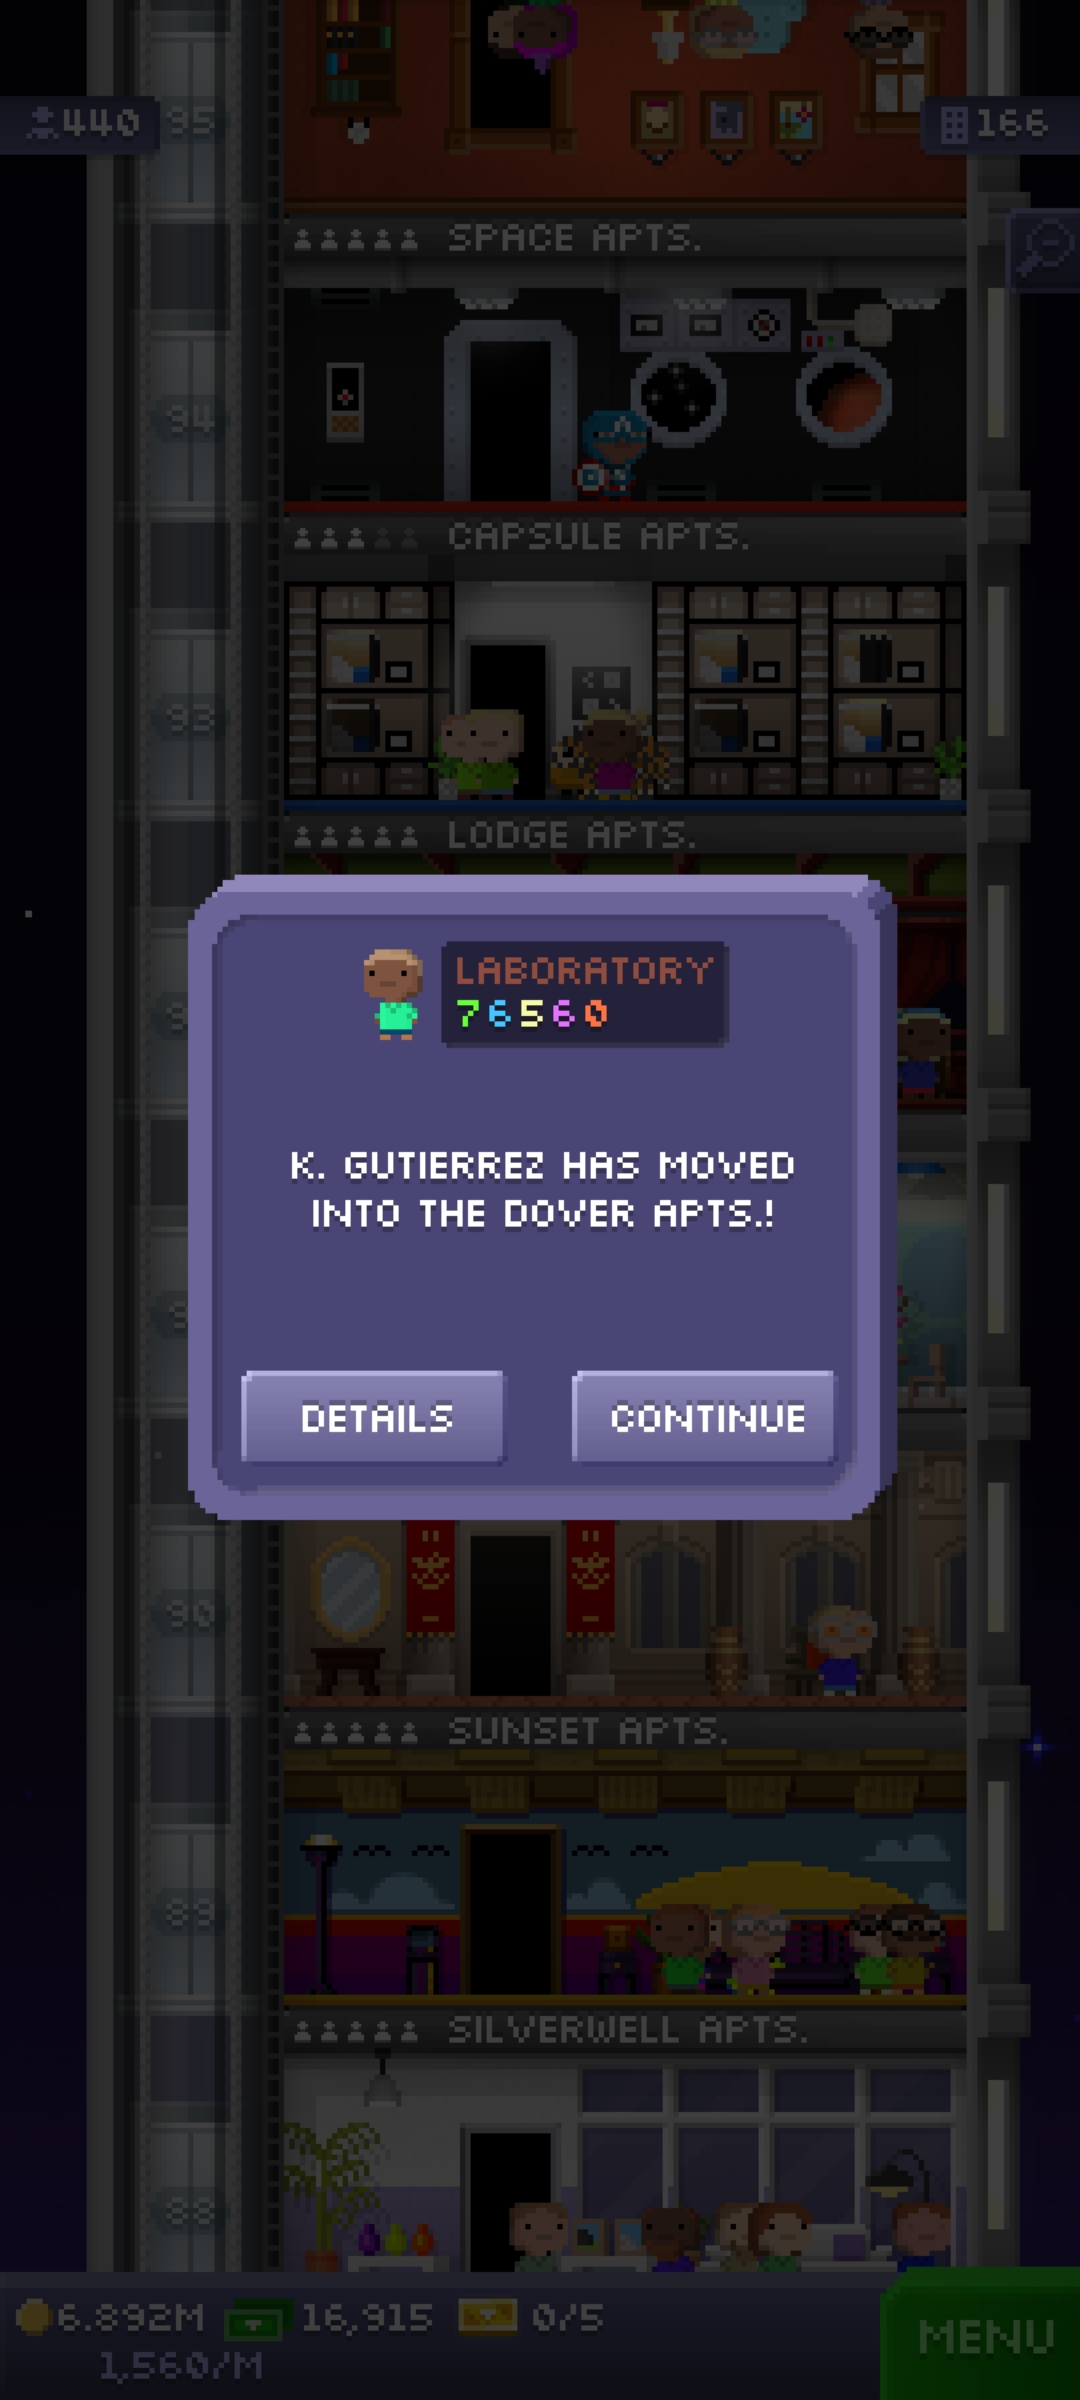 440
95
166
SPACE APTS.
94
CAPSULE APTS.
93
LODGE APTS.
LABORATORY
76560
K. GUTIERREZ HAS MOVED
INTO THE DOVER APTS.!
DETAILS
CONTINUE
90
SUNSET APTS.
89
SILVERWELL APTS.
88
6.892M
16,915
0/5
1,560/M
MENU